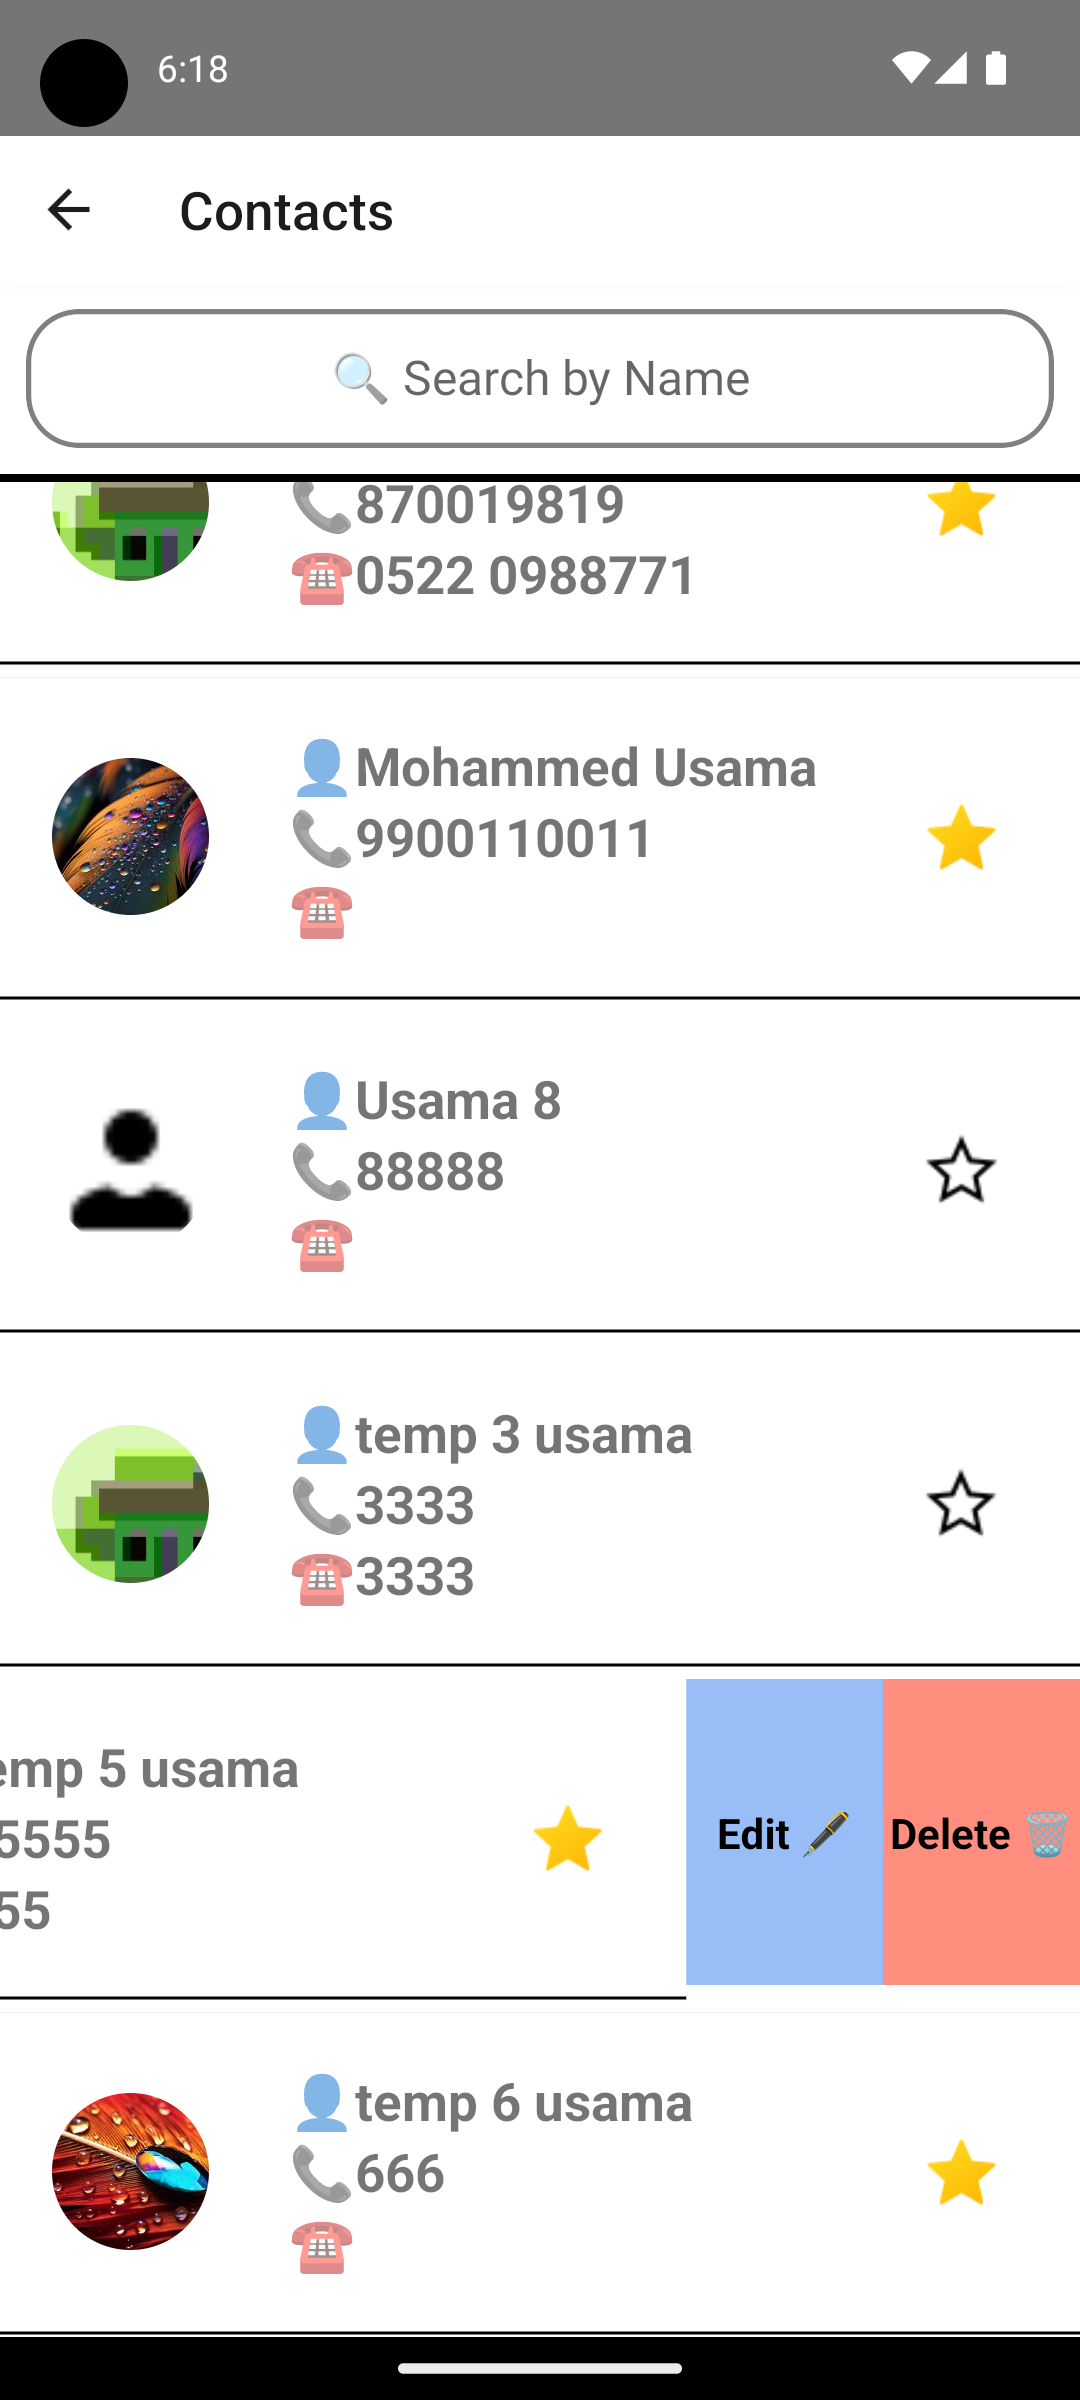 6:18
Contacts
🔍 Search by Name
870019819
0522 0988771
Mohammed Usama
9900110011
Usama 8
88888
temp 3 usama
3333
3333
emp 5 usama
5555
55
Edit 🖋️
Delete 🗑️
temp 6 usama
666